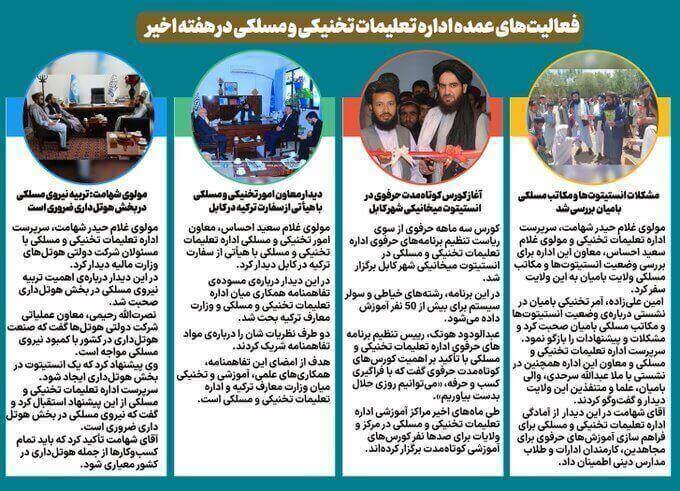 فعالیت‌های عمده اداره تعلیمات تخنیکی و مسلکی در هفته اخیر
مشکلات انستیتوت‌ها و مکاتب مسلکی
بامیان بررسی شد
مولوی غلام حیدر شهامت، سرپرست
اداره تعلیمات تخنیکی و مولوی غلام
سعید احساس، معاون این اداره برای
بررسی وضعیت انستیتوت‌ها و مکاتب
مسلکی ولایت بامیان به این ولایت
سفر کرد.
امین علی‌زاده، آمر تخنیکی بامیان در
نشستی درباره‌ی وضعیت انستیتوت‌ها
و مکاتب مسلکی بامیان صحبت کرد و
مشکلات و پیشنهادات را بازگو نمود.
سرپرست اداره تعلیمات تخنیکی و
مسلکی و معاون این اداره همچنین در
نشستی با ملا عبدالله سرحدی، والی
بامیان، علما و متنفذین این ولایت
دیدار و گفت‌وگو کردند.
آقای شهامت در این دیدار از آمادگی
اداره تعلیمات تخنیکی و مسلکی برای
فراهم سازی آموزش‌های حرفوی برای
مجاهدین، کارمندان ادارات و طلاب
مدارس دینی اطمینان داد.
آغاز کورس کوتاه‌مدت حرفوی در
انستیتوت میخانیکی شهر کابل
کورس سه ماهه حرفوی از سوی
ریاست تنظیم برنامه‌های حرفوی اداره
تعلیمات تخنیکی و مسلکی در
انستیتوت میخانیکی شهر کابل برگزار
شد.
در این برنامه، رشته‌های خیاطی و سولر
سیستم برای بیش از 50 نفر آموزش
داده می‌شود.
عبدالودود هوتک، رییس تنظیم برنامه
های حرفوی اداره تعلیمات تخنیکی و
مسلکی با تأکید بر اهمیت کورس‌های
کوتاه‌مدت حرفوی گفت که با فراگیری
کسب و حرفه، «می‌توانیم روزی حلال
بدست بیاوریم».
طی ماه‌های اخیر مراکز آموزشی اداره
تعلیمات تخنیکی و مسلکی در مرکز و
ولایات برای صدها نفر کورس‌های
آموزشی کوتاه‌مدت برگزار کرده‌اند.
دیدار معاون امور تخنیکی و مسلکی
با هیأتی از سفارت ترکیه در کابل
مولوی غلام سعید احساس، معاون
امور تخنیکی و مسلکی اداره تعلیمات
تخنیکی و مسلکی با هیأتی از سفارت
ترکیه در کابل دیدار کرد.
در این دیدار درباره‌ی مسوده‌ی
تفاهمنامه همکاری میان اداره
تعلیمات تخنیکی و مسلکی و وزارت
معارف ترکیه بحث شد.
دو طرف نظریات شان را درباره‌ی مواد
تفاهمنامه شریک کردند.
هدف از امضای این تفاهمنامه،
همکاری‌های علمی، آموزشی و تخنیکی
میان وزارت معارف ترکیه و اداره
تعلیمات تخنیکی و مسلکی است.
مولوی شهامت: تربیه نیروی مسلکی
در بخش هوتل‌داری ضروری است
مولوی غلام حیدر شهامت، سرپرست
اداره تعلیمات تخنیکی و مسلکی با
مسئولان شرکت دولتی هوتل‌های
وزارت مالیه دیدار کرد.
در این دیدار درباره‌ی اهمیت تربیه
نیروی مسلکی در بخش هوتل‌داری
صحبت شد.
نصرت‌الله رحیمی، معاون عملیاتی
شرکت دولتی هوتل‌ها گفت که صنعت
هوتل‌داری در کشور با کمبود نیروی
مسلکی مواجه است.
وی پیشنهاد کرد که یک انستیتوت در
بخش هوتل‌داری ایجاد شود.
سرپرست اداره تعلیمات تخنیکی و
مسلکی از این پیشنهاد استقبال کرد و
گفت که نیروی مسلکی در بخش هوتل
داری ضروری است.
آقای شهامت تأکید کرد که باید تمام
کسب‌وکارها از جمله هوتل‌داری در
کشور معیاری شود.